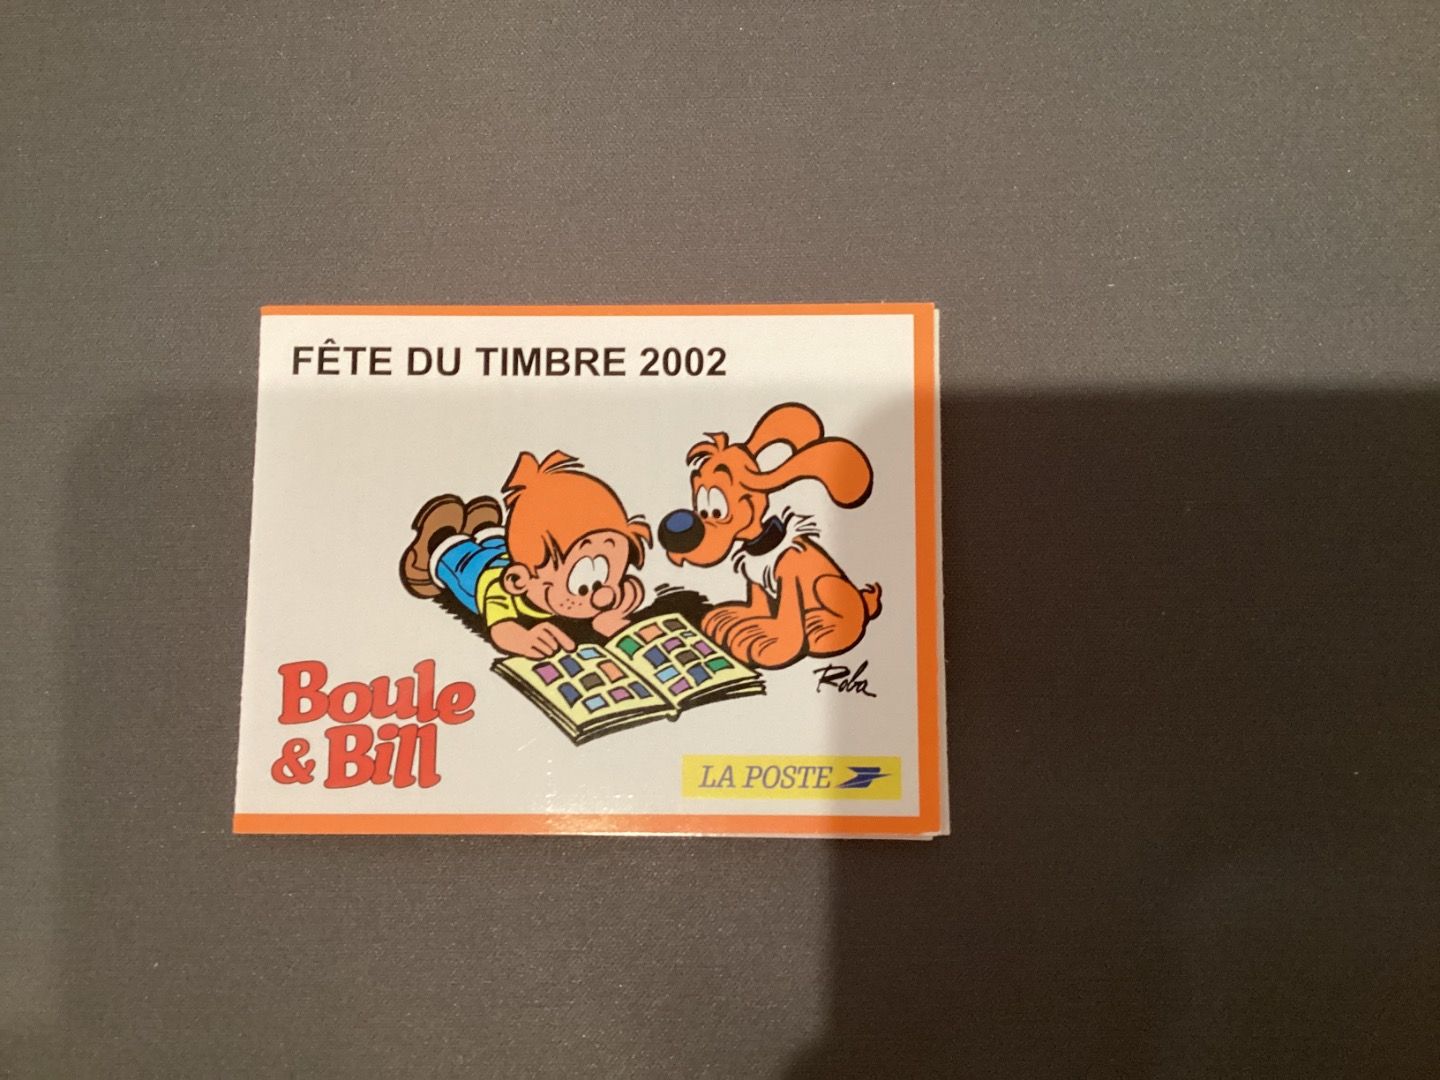 FÊTE DU TIMBRE 2002
Roba
Boule
& Bill
LA POSTE